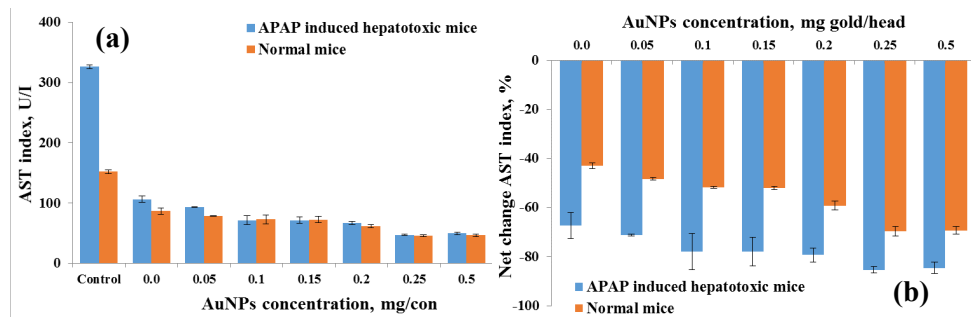 (a)
APAP induced hepatotoxic mice
Normal mice
AST index, U/I
400
300
200
100
0
Control 0.0 0.05 0.1 0.15 0.2 0.25 0.5
AuNPs concentration, mg/con
AuNPs concentration, mg gold/head
0.0 0.05 0.1 0.15 0.2 0.25 0.5
Net change AST index, %
0
-20
-40
-60
-80
-100
APAP induced hepatotoxic mice
Normal mice
(b)